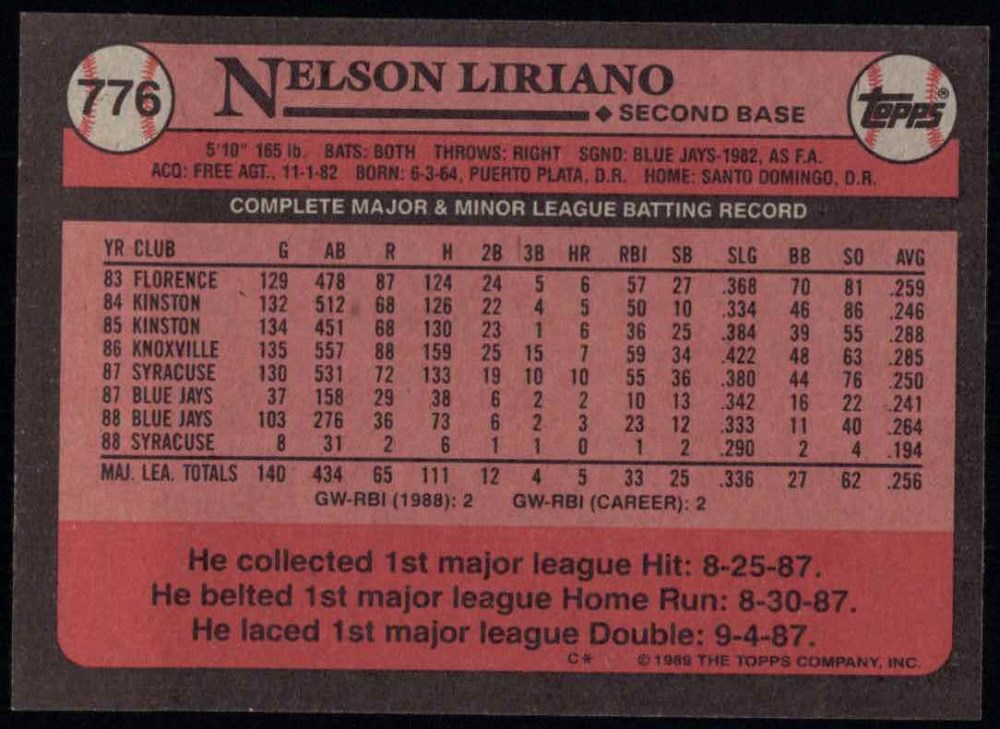 776
NELSON LIRIANO
◆ SECOND BASE
TOPPS®
5'10" 165 lb. BATS: BOTH THROWS: RIGHT SGND: BLUE JAYS-1982, AS F.A.
ACQ: FREE AGT., 11-1-82 BORN: 6-3-64, PUERTO PLATA, D.R. HOME: SANTO DOMINGO, D.R.
COMPLETE MAJOR & MINOR LEAGUE BATTING RECORD
YR CLUB G AB R H 2B 3B HR RBI SB SLG BB SO AVG
83 FLORENCE 129 478 87 124 24 5 6 57 27 .368 70 81 .259
84 KINSTON 132 512 68 126 22 4 5 50 10 .334 46 86 .246
85 KINSTON 134 451 68 130 23 1 6 36 25 .384 39 55 .288
86 KNOXVILLE 135 557 88 159 25 15 7 59 34 .422 48 63 .285
87 SYRACUSE 130 531 72 133 19 10 10 55 36 .380 44 76 .250
87 BLUE JAYS 37 158 29 38 6 2 2 10 13 .342 16 22 .241
88 BLUE JAYS 103 276 36 73 6 2 3 23 12 .333 11 40 .264
88 SYRACUSE 8 31 2 6 1 1 0 1 2 .290 2 4 .194
MAJ. LEA. TOTALS 140 434 65 111 12 4 5 33 25 .336 27 62 .256
GW-RBI (1988): 2 GW-RBI (CAREER): 2
He collected 1st major league Hit: 8-25-87.
He belted 1st major league Home Run: 8-30-87.
He laced 1st major league Double: 9-4-87.
C* © 1989 THE TOPPS COMPANY, INC.